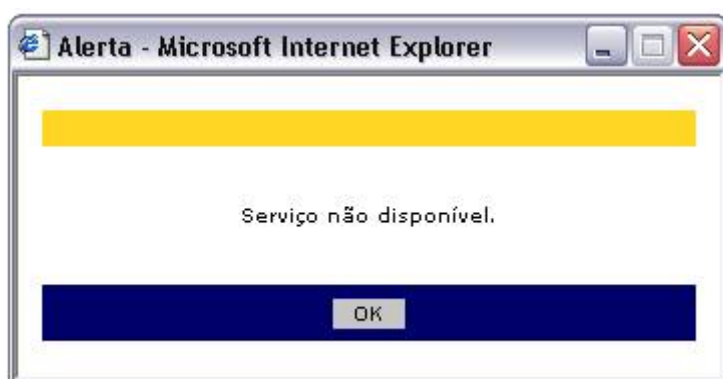 Alerta - Microsoft Internet Explorer
Serviço não disponível.
OK